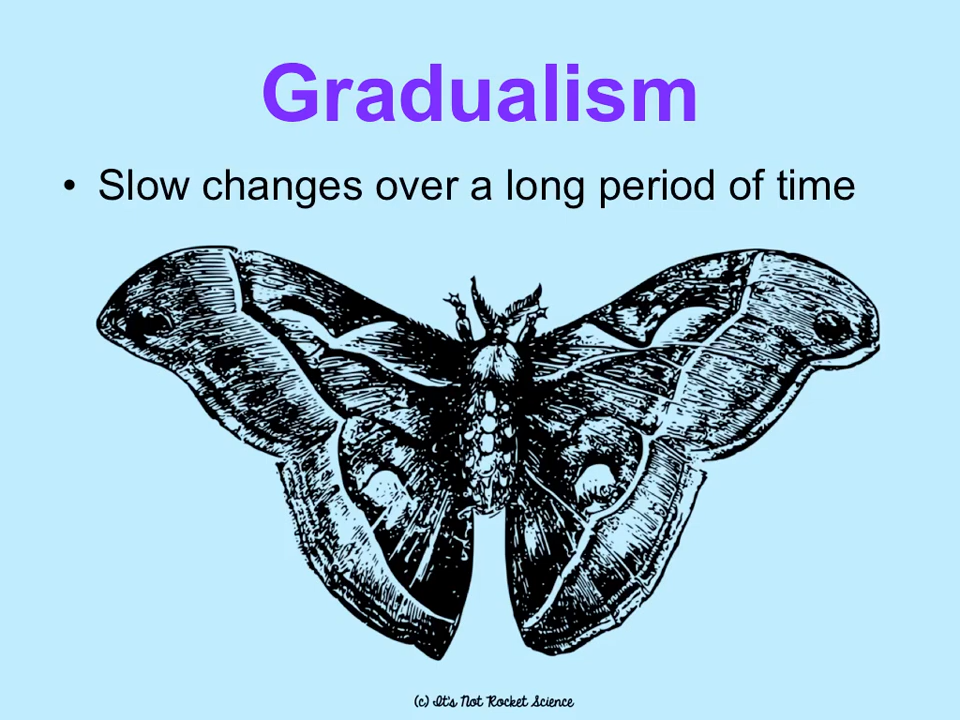 Gradualism
• Slow changes over a long period of time
(c) It's Not Rocket Science